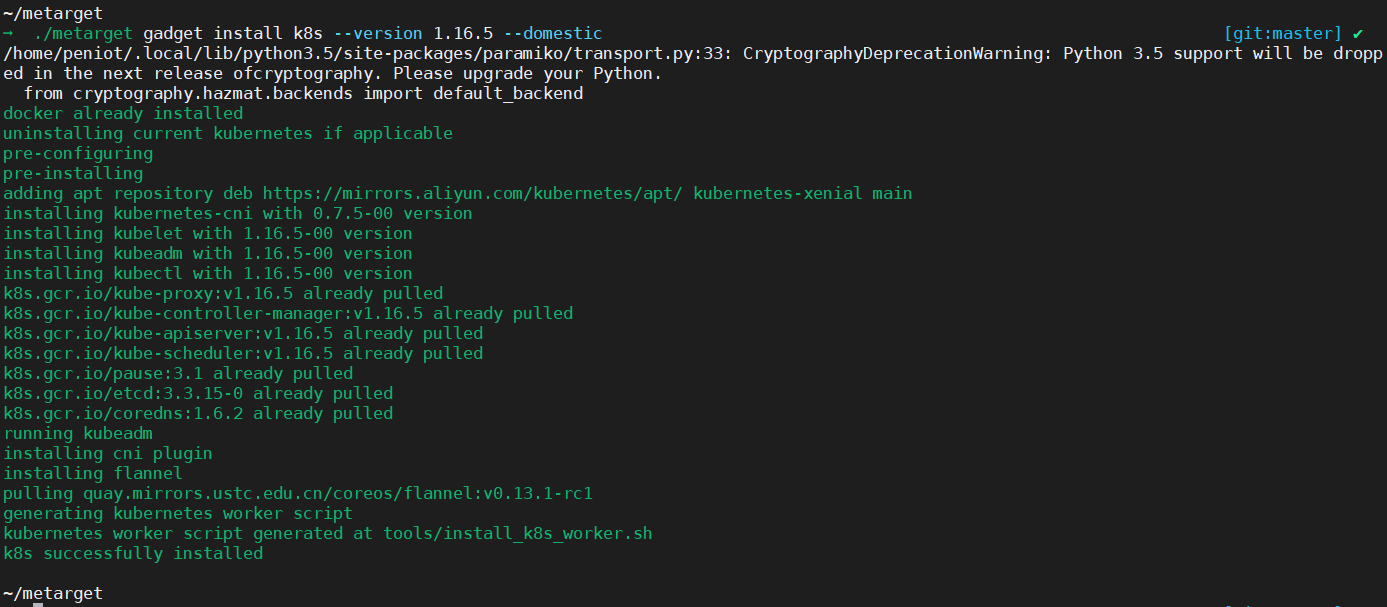 ~/metarget
→ ./metarget gadget install k8s --version 1.16.5 --domestic [git:master] ✔
/home/peniot/.local/lib/python3.5/site-packages/paramiko/transport.py:33: CryptographyDeprecationWarning: Python 3.5 support will be dropp
ed in the next release ofcryptography. Please upgrade your Python.
  from cryptography.hazmat.backends import default_backend
docker already installed
uninstalling current kubernetes if applicable
pre-configuring
pre-installing
adding apt repository deb https://mirrors.aliyun.com/kubernetes/apt/ kubernetes-xenial main
installing kubernetes-cni with 0.7.5-00 version
installing kubelet with 1.16.5-00 version
installing kubeadm with 1.16.5-00 version
installing kubectl with 1.16.5-00 version
k8s.gcr.io/kube-proxy:v1.16.5 already pulled
k8s.gcr.io/kube-controller-manager:v1.16.5 already pulled
k8s.gcr.io/kube-apiserver:v1.16.5 already pulled
k8s.gcr.io/kube-scheduler:v1.16.5 already pulled
k8s.gcr.io/pause:3.1 already pulled
k8s.gcr.io/etcd:3.3.15-0 already pulled
k8s.gcr.io/coredns:1.6.2 already pulled
running kubeadm
installing cni plugin
installing flannel
pulling quay.mirrors.ustc.edu.cn/coreos/flannel:v0.13.1-rc1
generating kubernetes worker script
kubernetes worker script generated at tools/install_k8s_worker.sh
k8s successfully installed
~/metarget